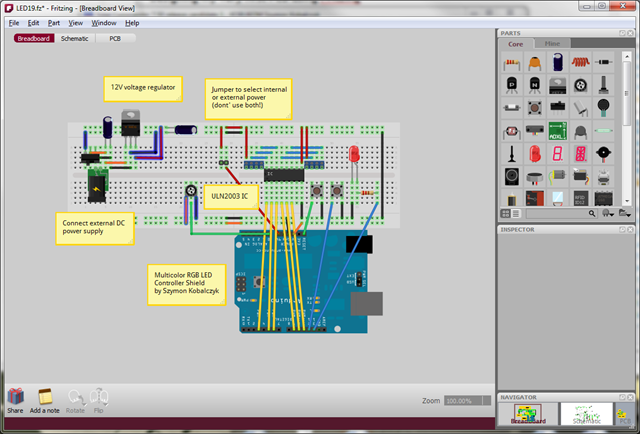 LED19.fz* - Fritzing - [Breadboard View]
File Edit Part View Window Help
Breadboard Schematic PCB
PARTS
Core Mine
12V voltage regulator
Jumper to select internal
or external power
(dont' use both!)
ULN2003 IC
Connect external DC
power supply
Multicolor RGB LED
Controller Shield
by Szymon Kobalczyk
Arduino
INSPECTOR
NAVIGATOR
Breadboard Schematic PCB
Share Add a note Rotate Flip
Zoom 100.00%